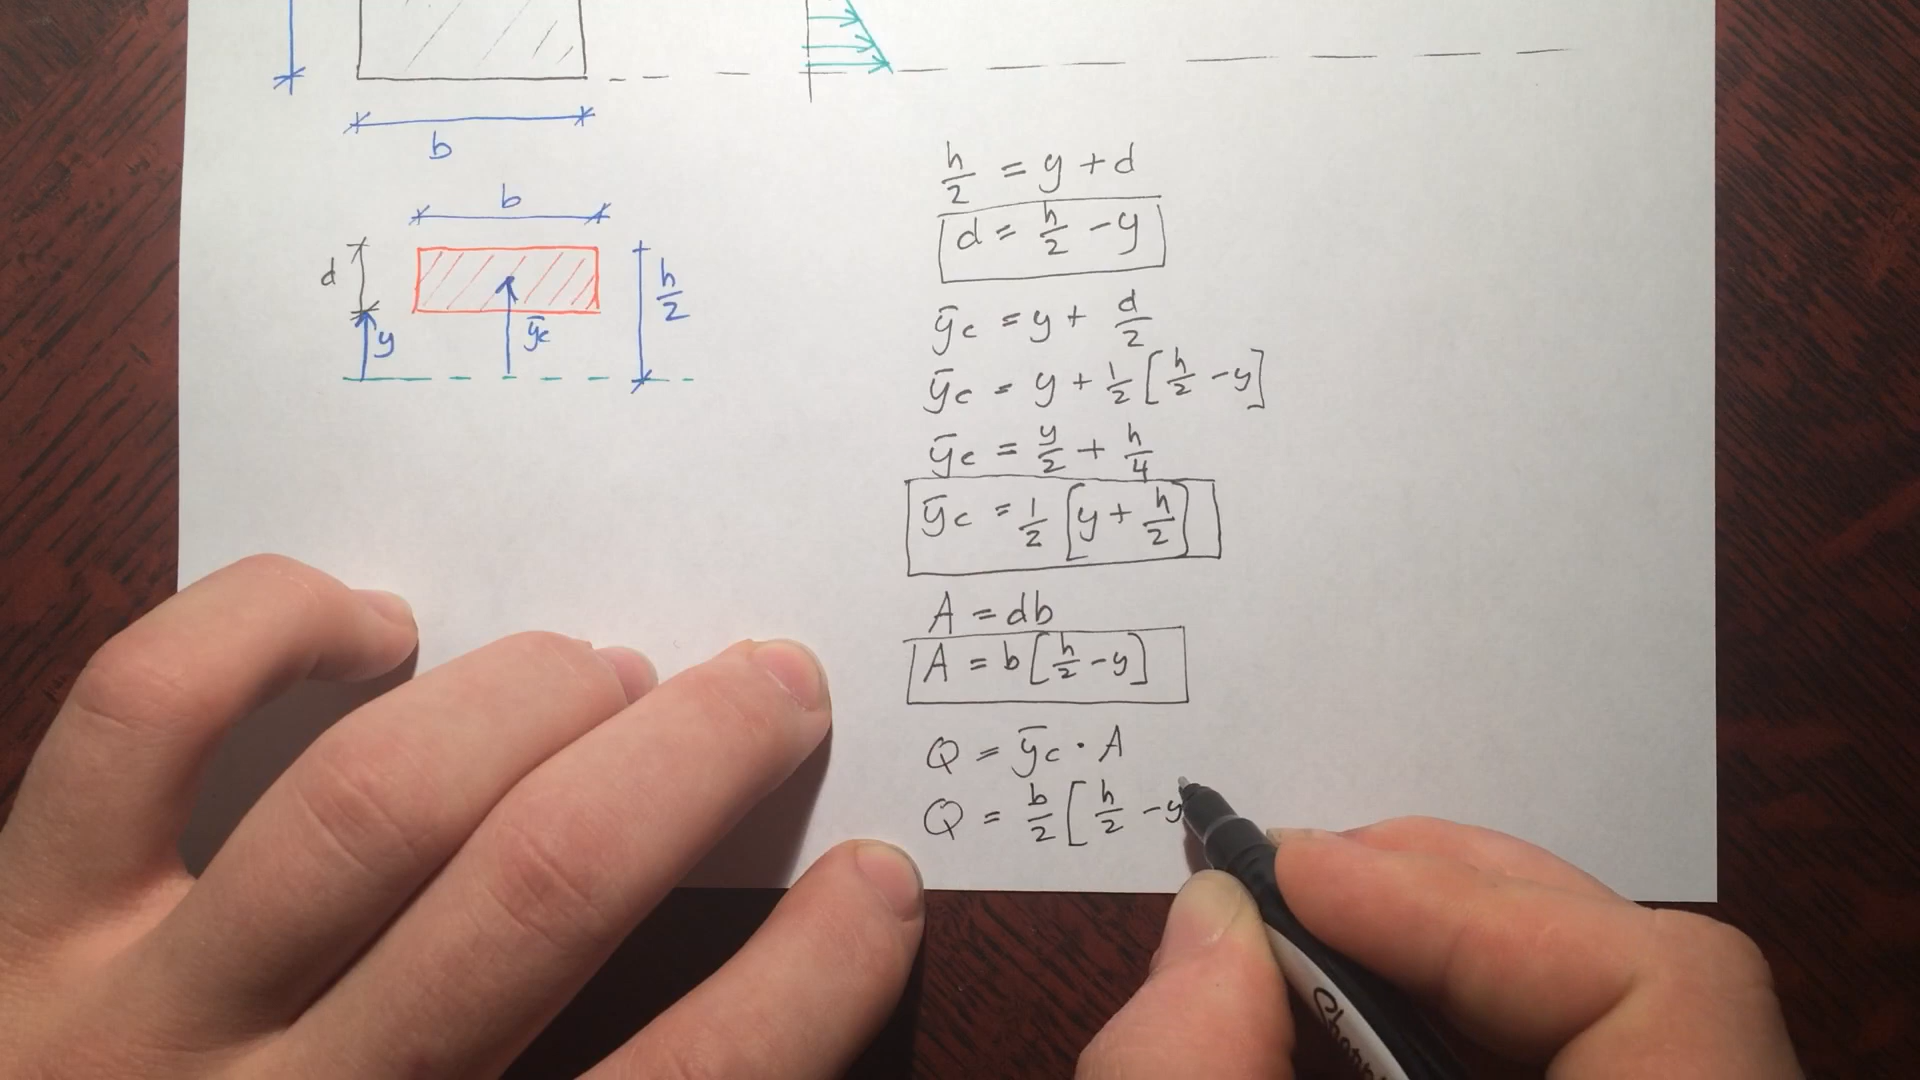 b
b
d
y
ȳc
h/2
h/2 = y + d
d = h/2 - y
ȳc = y + d/2
ȳc = y + 1/2 [h/2 - y]
ȳc = y/2 + h/4
ȳc = 1/2 [y + h/2]
A = db
A = b[h/2 - y]
Q = ȳc · A
Q = b/2 [h/2 - y